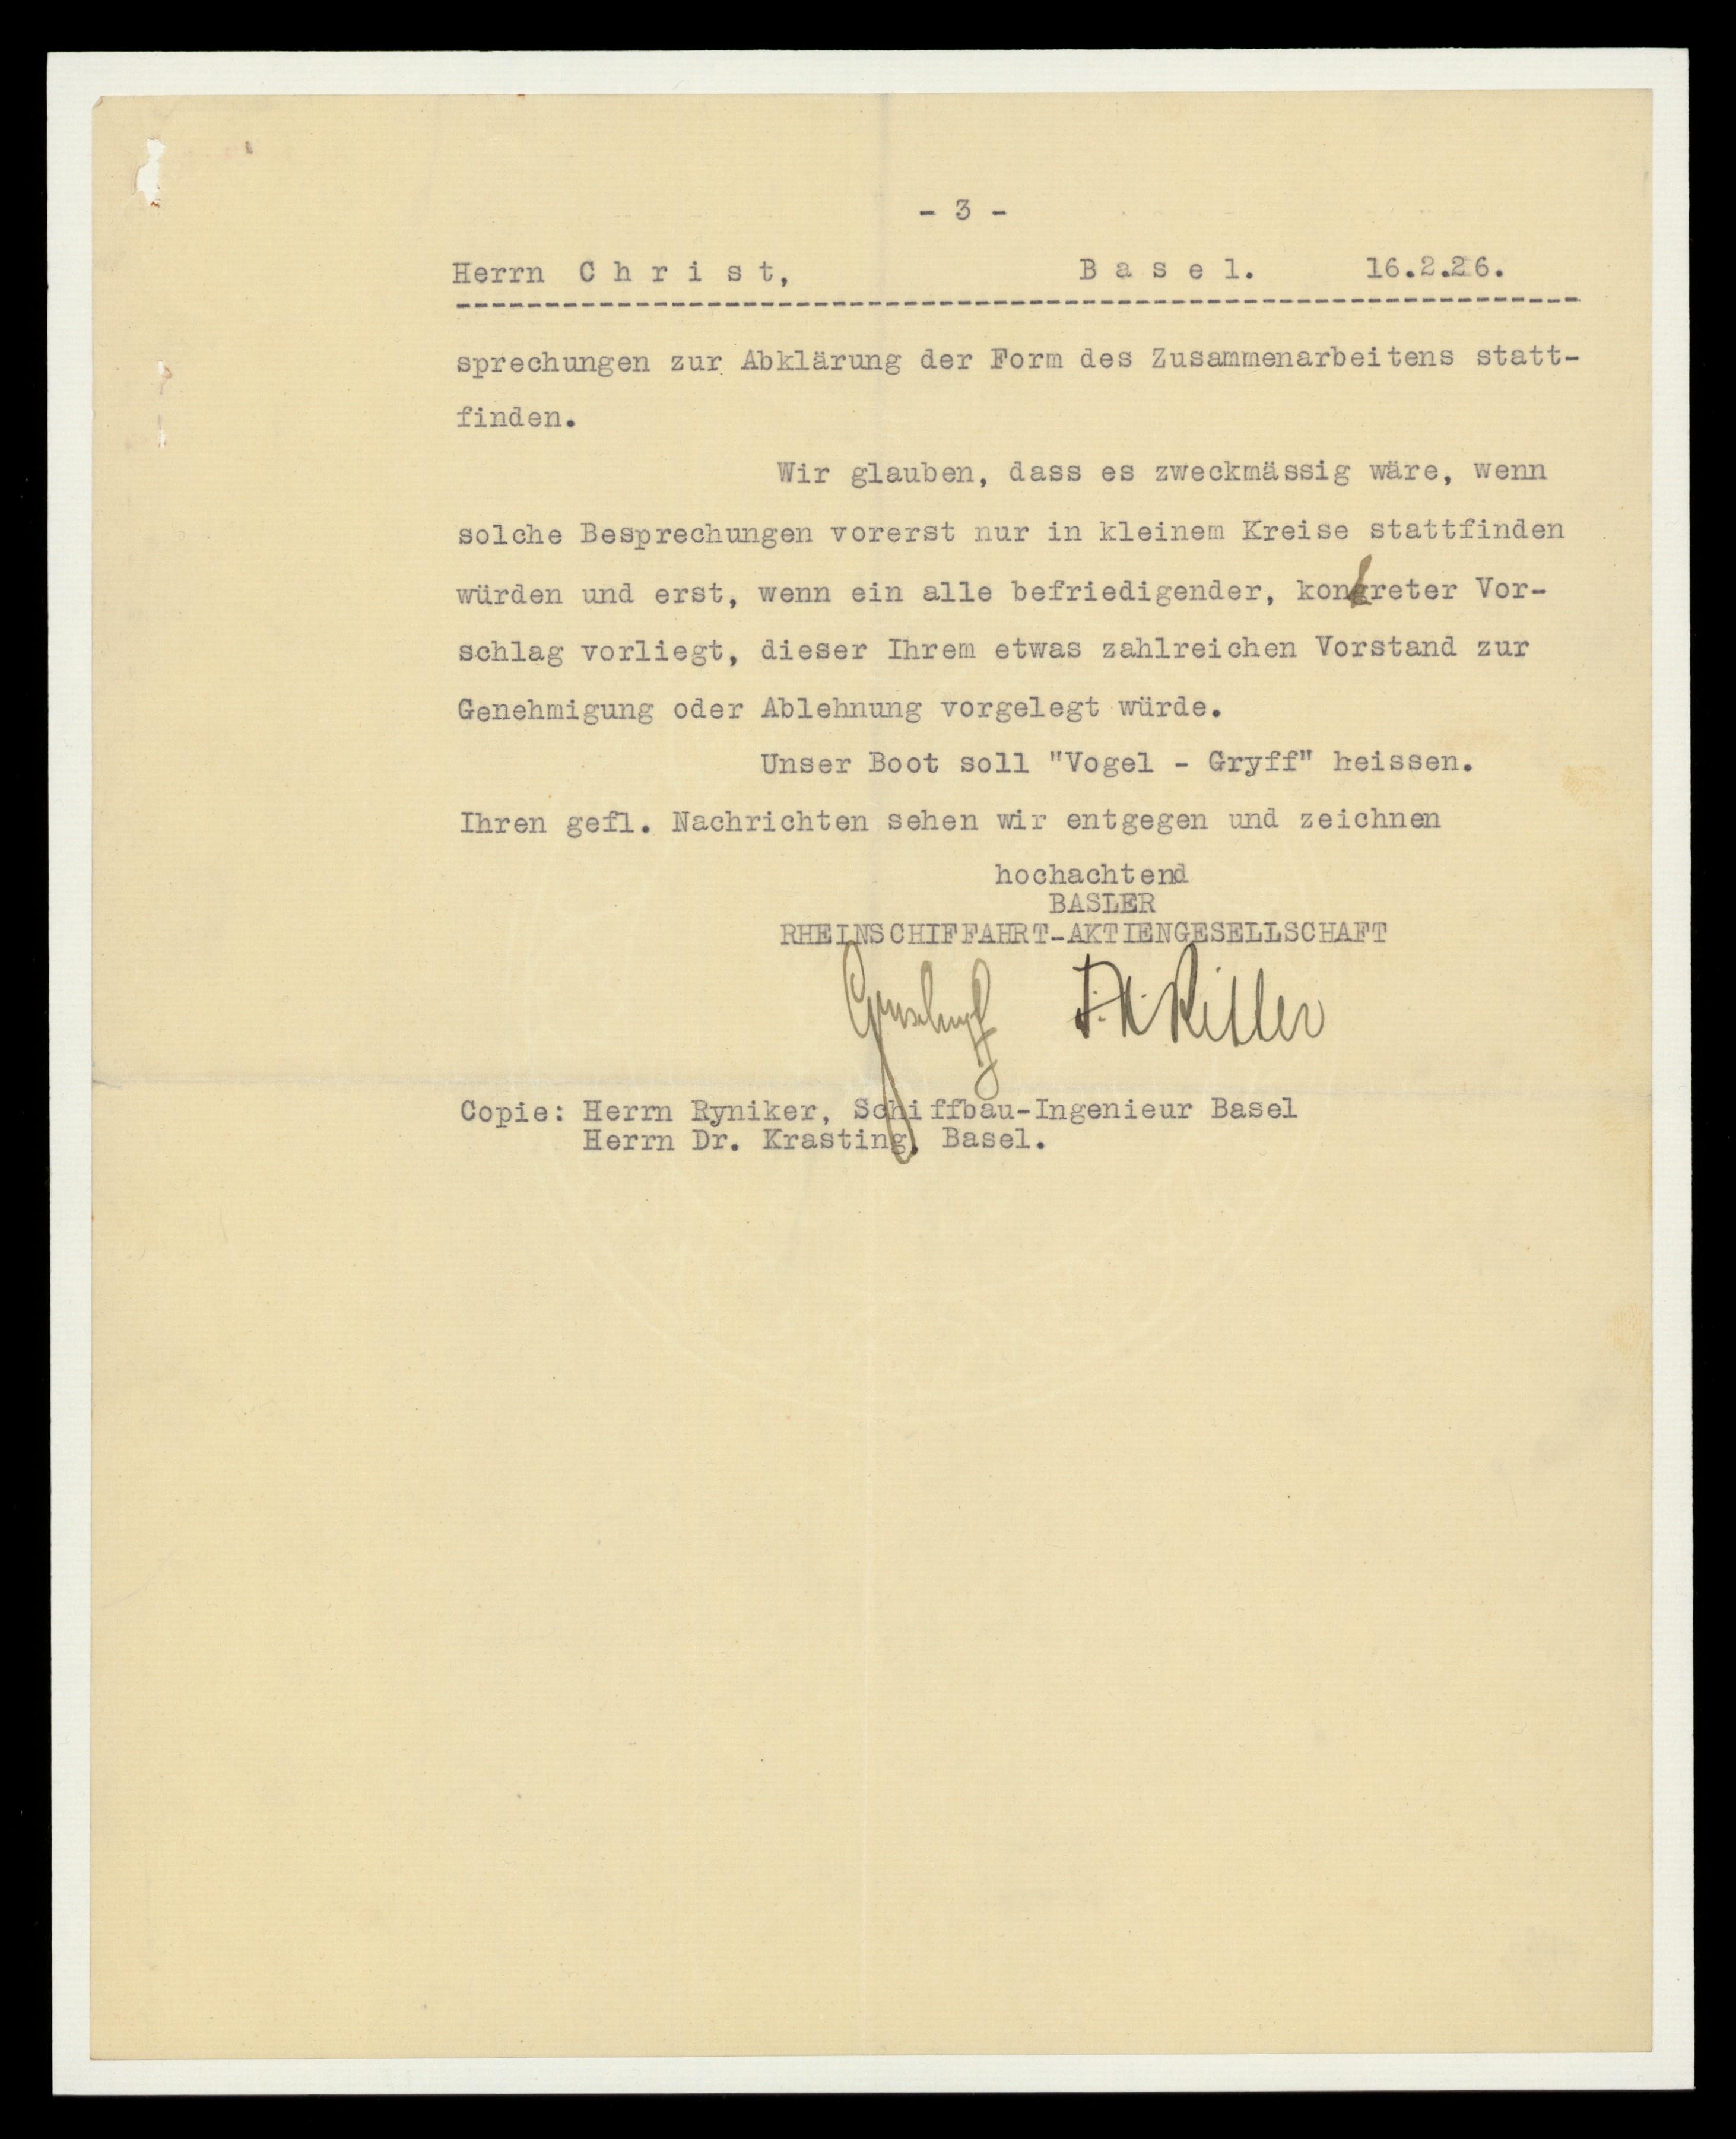 - 3 -
Herrn C h r i s t, B a s e l. 16.2.26.
sprechungen zur Abklärung der Form des Zusammenarbeitens statt-
finden.
Wir glauben, dass es zweckmässig wäre, wenn
solche Besprechungen vorerst nur in kleinem Kreise stattfinden
würden und erst, wenn ein alle befriedigender, konkreter Vor-
schlag vorliegt, dieser Ihrem etwas zahlreichen Vorstand zur
Genehmigung oder Ablehnung vorgelegt würde.
Unser Boot soll "Vogel - Gryff" heissen.
Ihren gefl. Nachrichten sehen wir entgegen und zeichnen
hochachtend
BASLER
RHEINSCHIFFAHRT-AKTIENGESELLSCHAFT
Ritter
Copie: Herrn Ryniker, Schiffbau-Ingenieur Basel
Herrn Dr. Krasting, Basel.